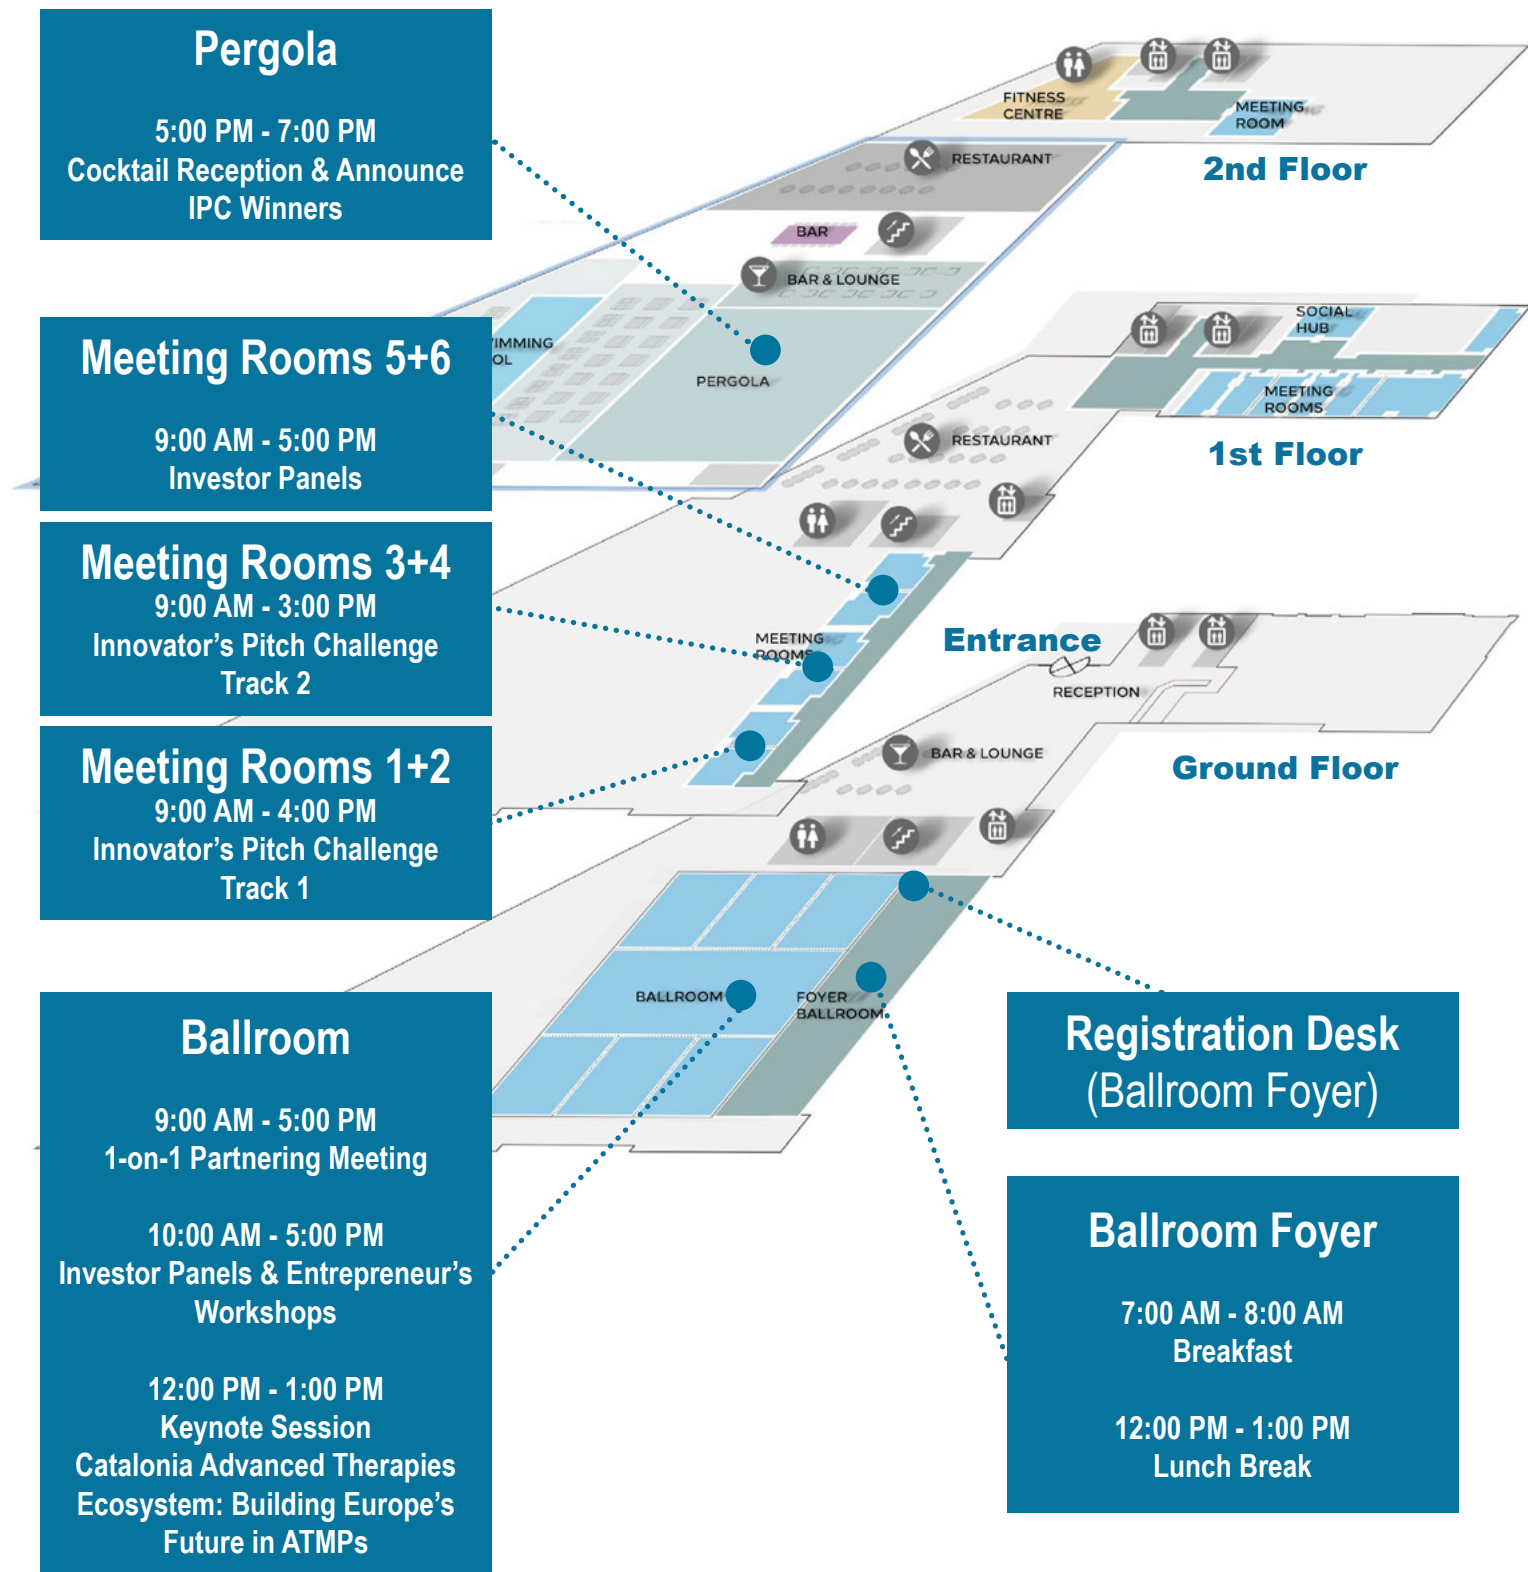 Pergola
5:00 PM - 7:00 PM
Cocktail Reception & Announce
IPC Winners
Meeting Rooms 5+6
9:00 AM - 5:00 PM
Investor Panels
Meeting Rooms 3+4
9:00 AM - 3:00 PM
Innovator’s Pitch Challenge
Track 2
Meeting Rooms 1+2
9:00 AM - 4:00 PM
Innovator’s Pitch Challenge
Track 1
Ballroom
9:00 AM - 5:00 PM
1-on-1 Partnering Meeting
10:00 AM - 5:00 PM
Investor Panels & Entrepreneur’s
Workshops
12:00 PM - 1:00 PM
Keynote Session
Catalonia Advanced Therapies
Ecosystem: Building Europe’s
Future in ATMPs
FITNESS
CENTRE
MEETING
ROOM
2nd Floor
RESTAURANT
BAR
BAR & LOUNGE
IMMING
OL
PERGOLA
SOCIAL
HUB
MEETING
ROOMS
1st Floor
RESTAURANT
MEETING
ROOMS
Entrance
RECEPTION
BAR & LOUNGE
Ground Floor
BALLROOM
FOYER
BALLROOM
Registration Desk
(Ballroom Foyer)
Ballroom Foyer
7:00 AM - 8:00 AM
Breakfast
12:00 PM - 1:00 PM
Lunch Break